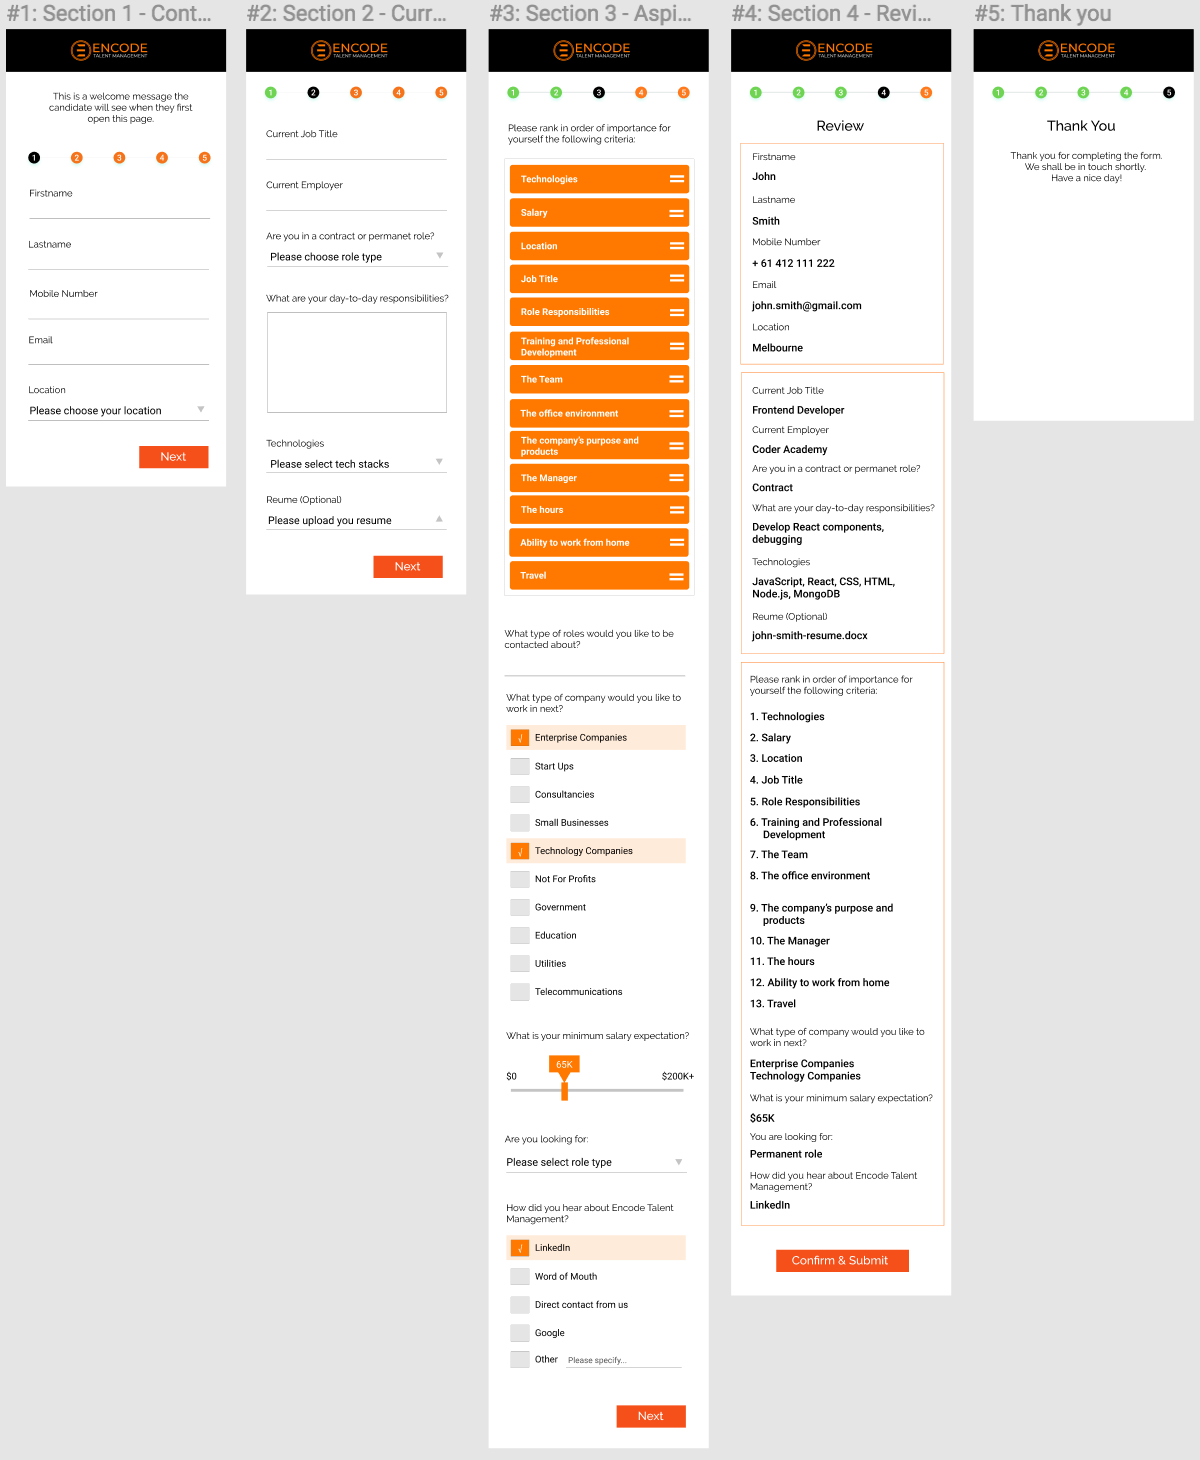 #1: Section 1 - Cont...
ENCODE
TALENT MANAGEMENT
This is a welcome message the
candidate will see when they first
open this page.
1 2 3 4 5
Firstname
Lastname
Mobile Number
Email
Location
Please choose your location
Next
#2: Section 2 - Curr...
ENCODE
TALENT MANAGEMENT
1 2 3 4 5
Current Job Title
Current Employer
Are you in a contract or permanet role?
Please choose role type
What are your day-to-day responsibilities?
Technologies
Please select tech stacks
Reume (Optional)
Please upload you resume
Next
#3: Section 3 - Aspi...
ENCODE
TALENT MANAGEMENT
1 2 3 4 5
Please rank in order of importance for
yourself the following criteria:
Technologies
Salary
Location
Job Title
Role Responsibilities
Training and Professional
Development
The Team
The office environment
The company's purpose and
products
The Manager
The hours
Ability to work from home
Travel
What type of roles would you like to be
contacted about?
What type of company would you like to
work in next?
√ Enterprise Companies
Start Ups
Consultancies
Small Businesses
√ Technology Companies
Not For Profits
Government
Education
Utilities
Telecommunications
What is your minimum salary expectation?
65K
$0 $200K+
Are you looking for:
Please select role type
How did you hear about Encode Talent
Management?
√ LinkedIn
Word of Mouth
Direct contact from us
Google
Other Please specify...
Next
#4: Section 4 - Revi...
ENCODE
TALENT MANAGEMENT
1 2 3 4 5
Review
Firstname
John
Lastname
Smith
Mobile Number
+ 61 412 111 222
Email
john.smith@gmail.com
Location
Melbourne
Current Job Title
Frontend Developer
Current Employer
Coder Academy
Are you in a contract or permanet role?
Contract
What are your day-to-day responsibilities?
Develop React components,
debugging
Technologies
JavaScript, React, CSS, HTML,
Node.js, MongoDB
Reume (Optional)
john-smith-resume.docx
Please rank in order of importance for
yourself the following criteria:
1. Technologies
2. Salary
3. Location
4. Job Title
5. Role Responsibilities
6. Training and Professional
Development
7. The Team
8. The office environment
9. The company's purpose and
products
10. The Manager
11. The hours
12. Ability to work from home
13. Travel
What type of company would you like to
work in next?
Enterprise Companies
Technology Companies
What is your minimum salary expectation?
$65K
You are looking for:
Permanent role
How did you hear about Encode Talent
Management?
LinkedIn
Confirm & Submit
#5: Thank you
ENCODE
TALENT MANAGEMENT
1 2 3 4 5
Thank You
Thank you for completing the form.
We shall be in touch shortly.
Have a nice day!